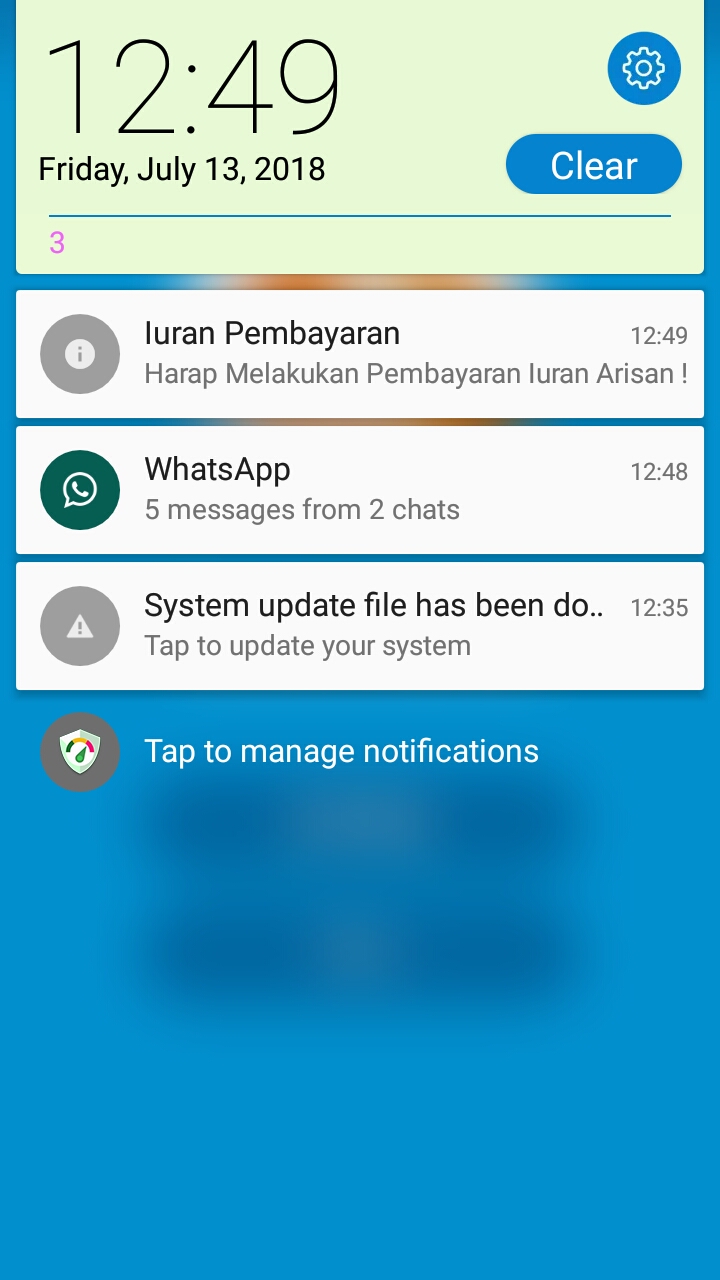 12:49
Friday, July 13, 2018
Clear
3
Iuran Pembayaran 12:49
Harap Melakukan Pembayaran Iuran Arisan !
WhatsApp 12:48
5 messages from 2 chats
System update file has been do.. 12:35
Tap to update your system
Tap to manage notifications